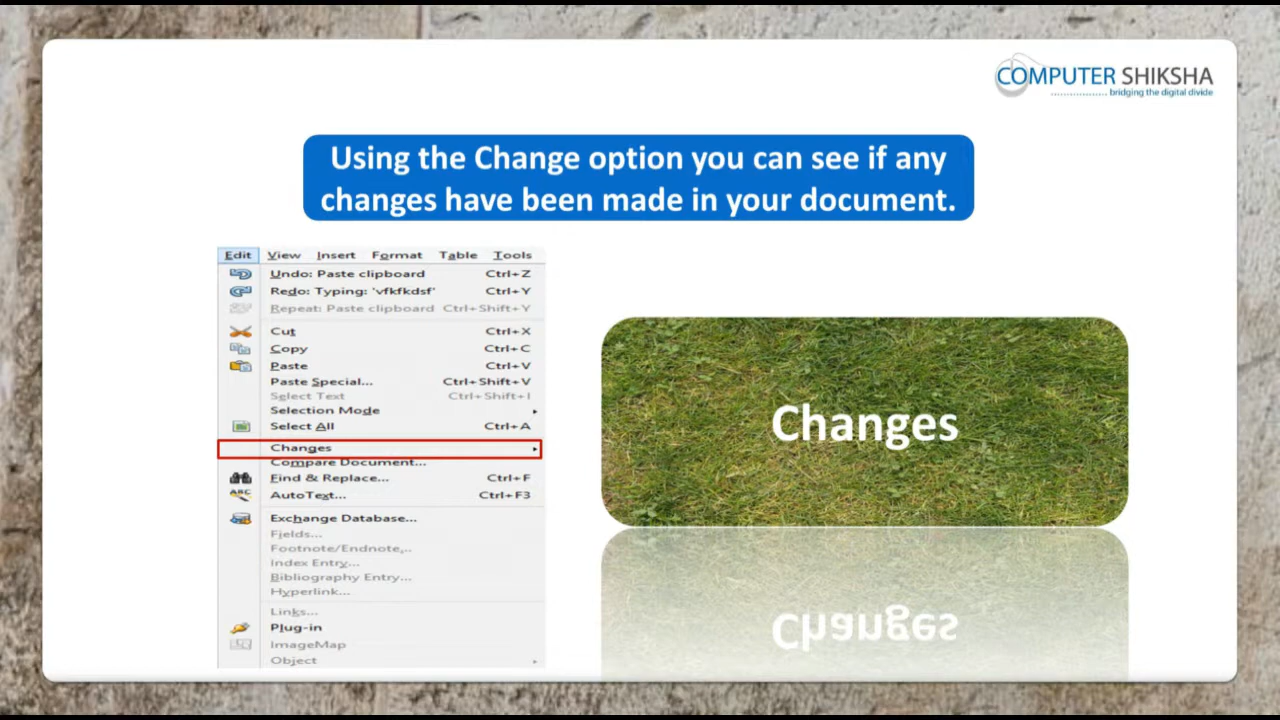 COMPUTER SHIKSHA
bridging the digital divide
Using the Change option you can see if any
changes have been made in your document.
Edit View Insert Format Table Tools
Undo: Paste clipboard Ctrl+Z
Redo: Typing: 'vfkfkdsf' Ctrl+Y
Repeat: Paste clipboard Ctrl+Shift+Y
Cut Ctrl+X
Copy Ctrl+C
Paste Ctrl+V
Paste Special... Ctrl+Shift+V
Select Text Ctrl+Shift+I
Selection Mode
Select All Ctrl+A
Changes
Compare Document...
Find & Replace... Ctrl+F
ABC
AutoText... Ctrl+F3
Exchange Database...
Fields...
Footnote/Endnote...
Index Entry...
Bibliography Entry...
Hyperlink...
Links...
Plug-in
ImageMap
Object
Changes
Changes